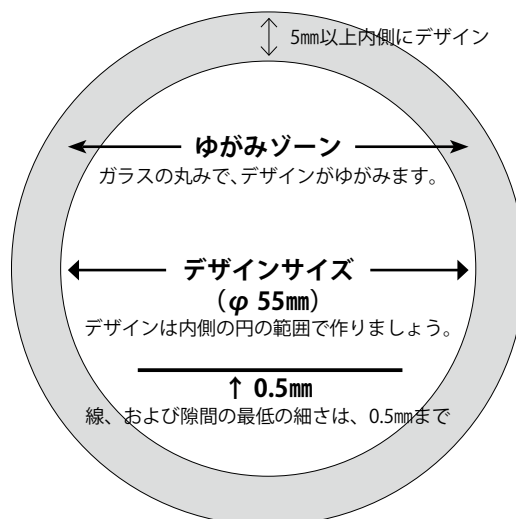 5㎜以上内側にデザイン
ゆがみゾーン
ガラスの丸みで、デザインがゆがみます。
デザインサイズ
（φ 55㎜）
デザインは内側の円の範囲で作りましょう。
↑ 0.5㎜
線、および隙間の最低の細さは、0.5㎜まで